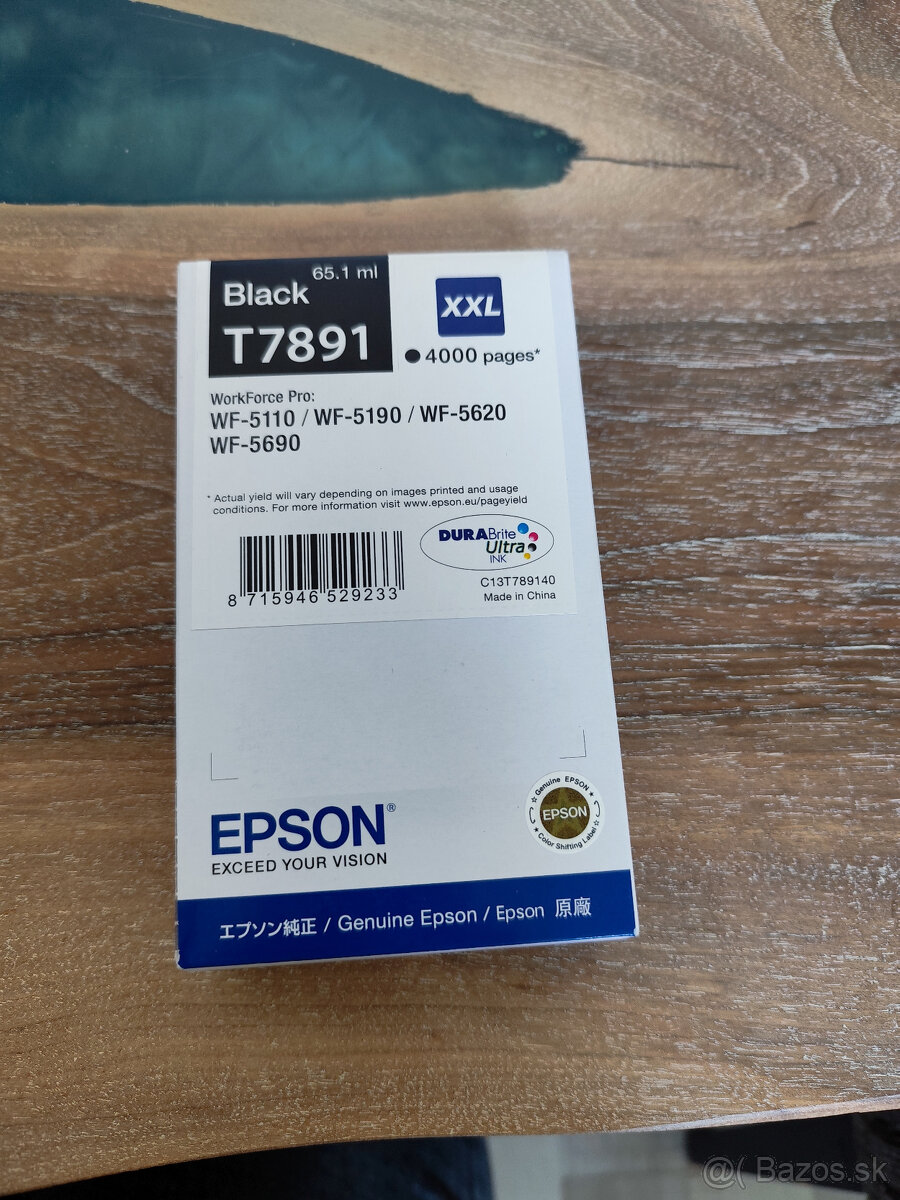 65.1 ml
Black
T7891
XXL
4000 pages*
WorkForce Pro:
WF-5110 / WF-5190 / WF-5620
WF-5690
* Actual yield will vary depending on images printed and usage
conditions. For more information visit www.epson.eu/pageyield
DURABrite
Ultra
INK
8 715946 529233
C13T789140
Made in China
EPSON®
EXCEED YOUR VISION
Genuine EPSON
EPSON
Color Shifting Label
エプソン純正 / Genuine Epson / Epson 原廠
@( Bazos.sk